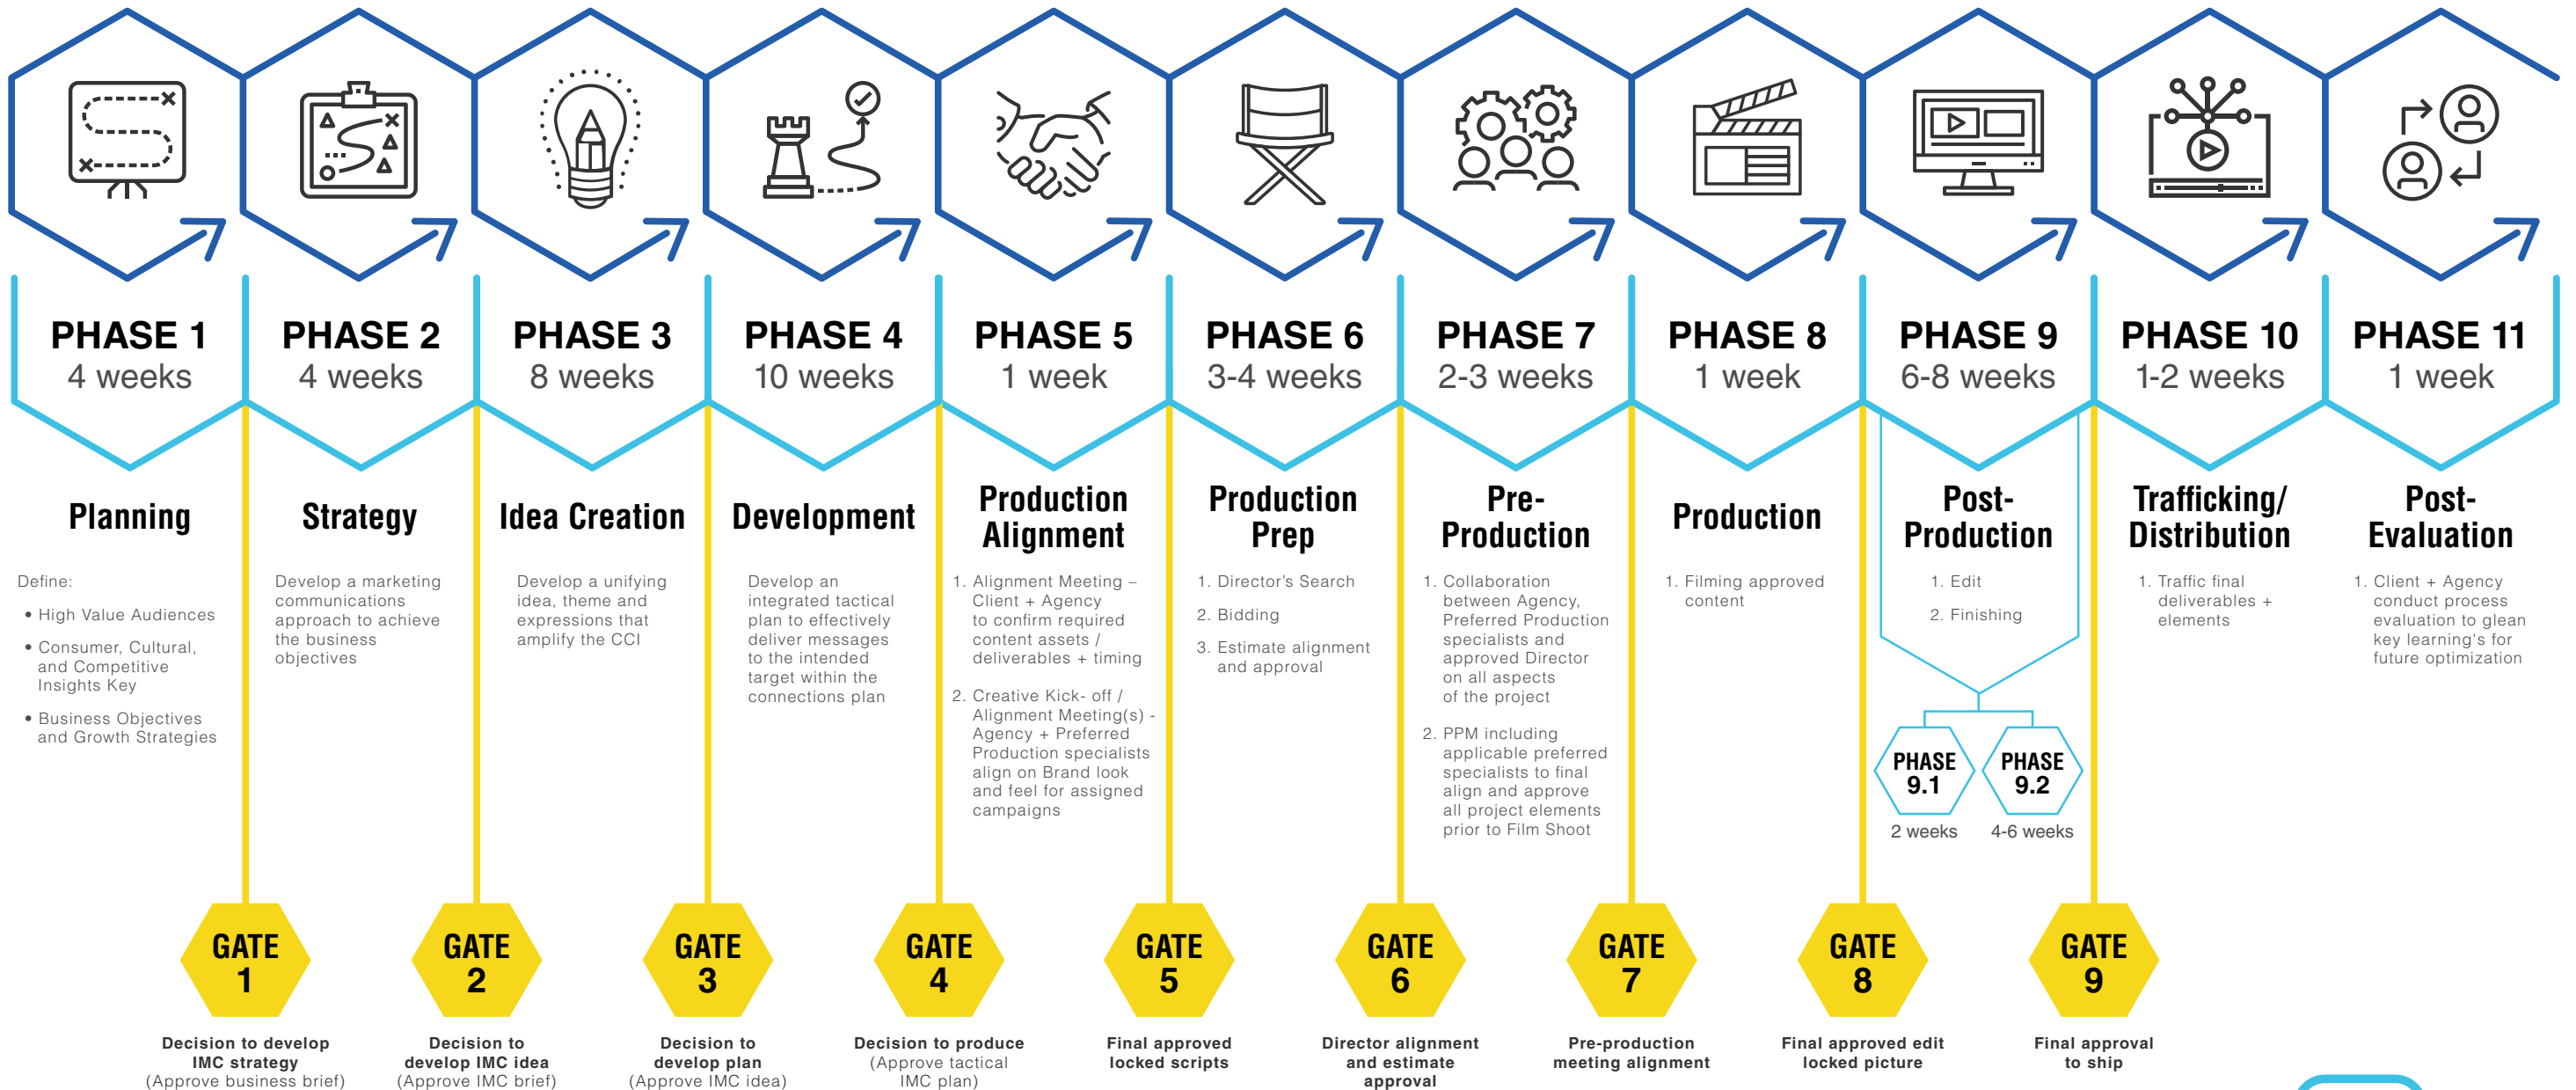 PHASE 1
4 weeks
Planning
Define:
• High Value Audiences
• Consumer, Cultural,
and Competitive
Insights Key
• Business Objectives
and Growth Strategies
PHASE 2
4 weeks
Strategy
Develop a marketing
communications
approach to achieve
the business
objectives
PHASE 3
8 weeks
Idea Creation
Develop a unifying
idea, theme and
expressions that
amplify the CCI
PHASE 4
10 weeks
Development
Develop an
integrated tactical
plan to effectively
deliver messages
to the intended
target within the
connections plan
PHASE 5
1 week
Production
Alignment
1. Alignment Meeting –
Client + Agency
to confirm required
content assets /
deliverables + timing
2. Creative Kick- off /
Alignment Meeting(s) -
Agency + Preferred
Production specialists
align on Brand look
and feel for assigned
campaigns
PHASE 6
3-4 weeks
Production
Prep
1. Director's Search
2. Bidding
3. Estimate alignment
and approval
PHASE 7
2-3 weeks
Pre-
Production
1. Collaboration
between Agency,
Preferred Production
specialists and
approved Director
on all aspects
of the project
2. PPM including
applicable preferred
specialists to final
align and approve
all project elements
prior to Film Shoot
PHASE 8
1 week
Production
1. Filming approved
content
PHASE 9
6-8 weeks
Post-
Production
1. Edit
2. Finishing
PHASE
9.1
2 weeks
PHASE
9.2
4-6 weeks
PHASE 10
1-2 weeks
Trafficking/
Distribution
1. Traffic final
deliverables +
elements
PHASE 11
1 week
Post-
Evaluation
1. Client + Agency
conduct process
evaluation to glean
key learning's for
future optimization
GATE
1
Decision to develop
IMC strategy
(Approve business brief)
GATE
2
Decision to
develop IMC idea
(Approve IMC brief)
GATE
3
Decision to
develop plan
(Approve IMC idea)
GATE
4
Decision to produce
(Approve tactical
IMC plan)
GATE
5
Final approved
locked scripts
GATE
6
Director alignment
and estimate
approval
GATE
7
Pre-production
meeting alignment
GATE
8
Final approved edit
locked picture
GATE
9
Final approval
to ship